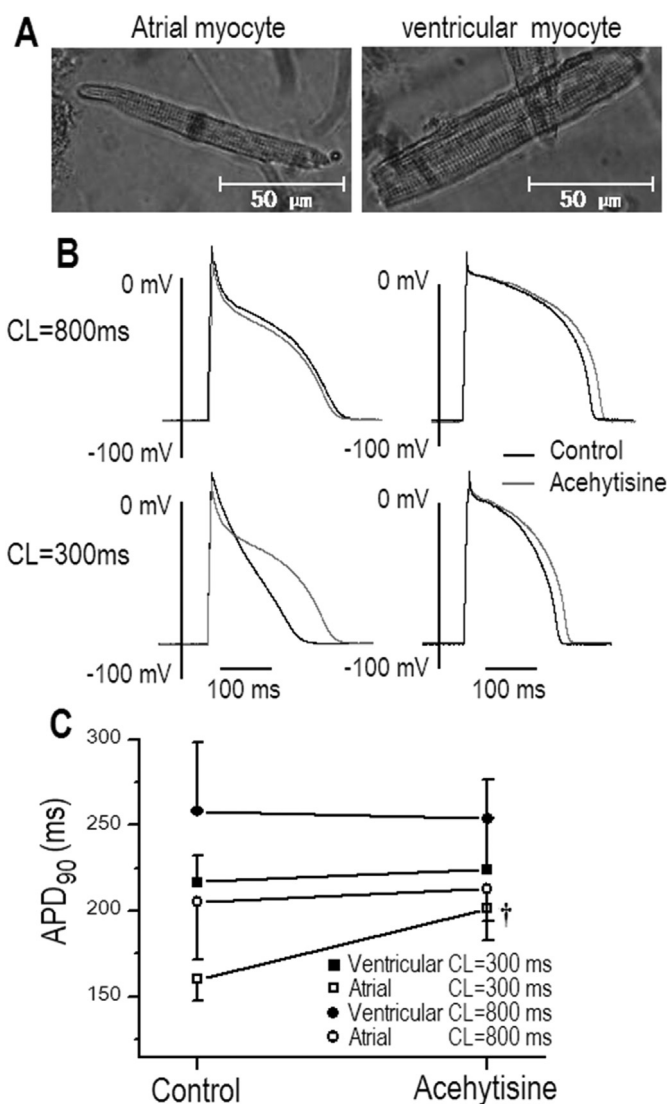 A
Atrial myocyte
ventricular myocyte
50 μm
50 μm
B
0 mV
0 mV
CL=800ms
-100 mV
-100 mV
Control
Acehytisine
0 mV
0 mV
CL=300ms
-100 mV
-100 mV
100 ms
100 ms
C
300
250
200
150
APD90 (ms)
†
Ventricular CL=300 ms
Atrial CL=300 ms
Ventricular CL=800 ms
Atrial CL=800 ms
Control
Acehytisine